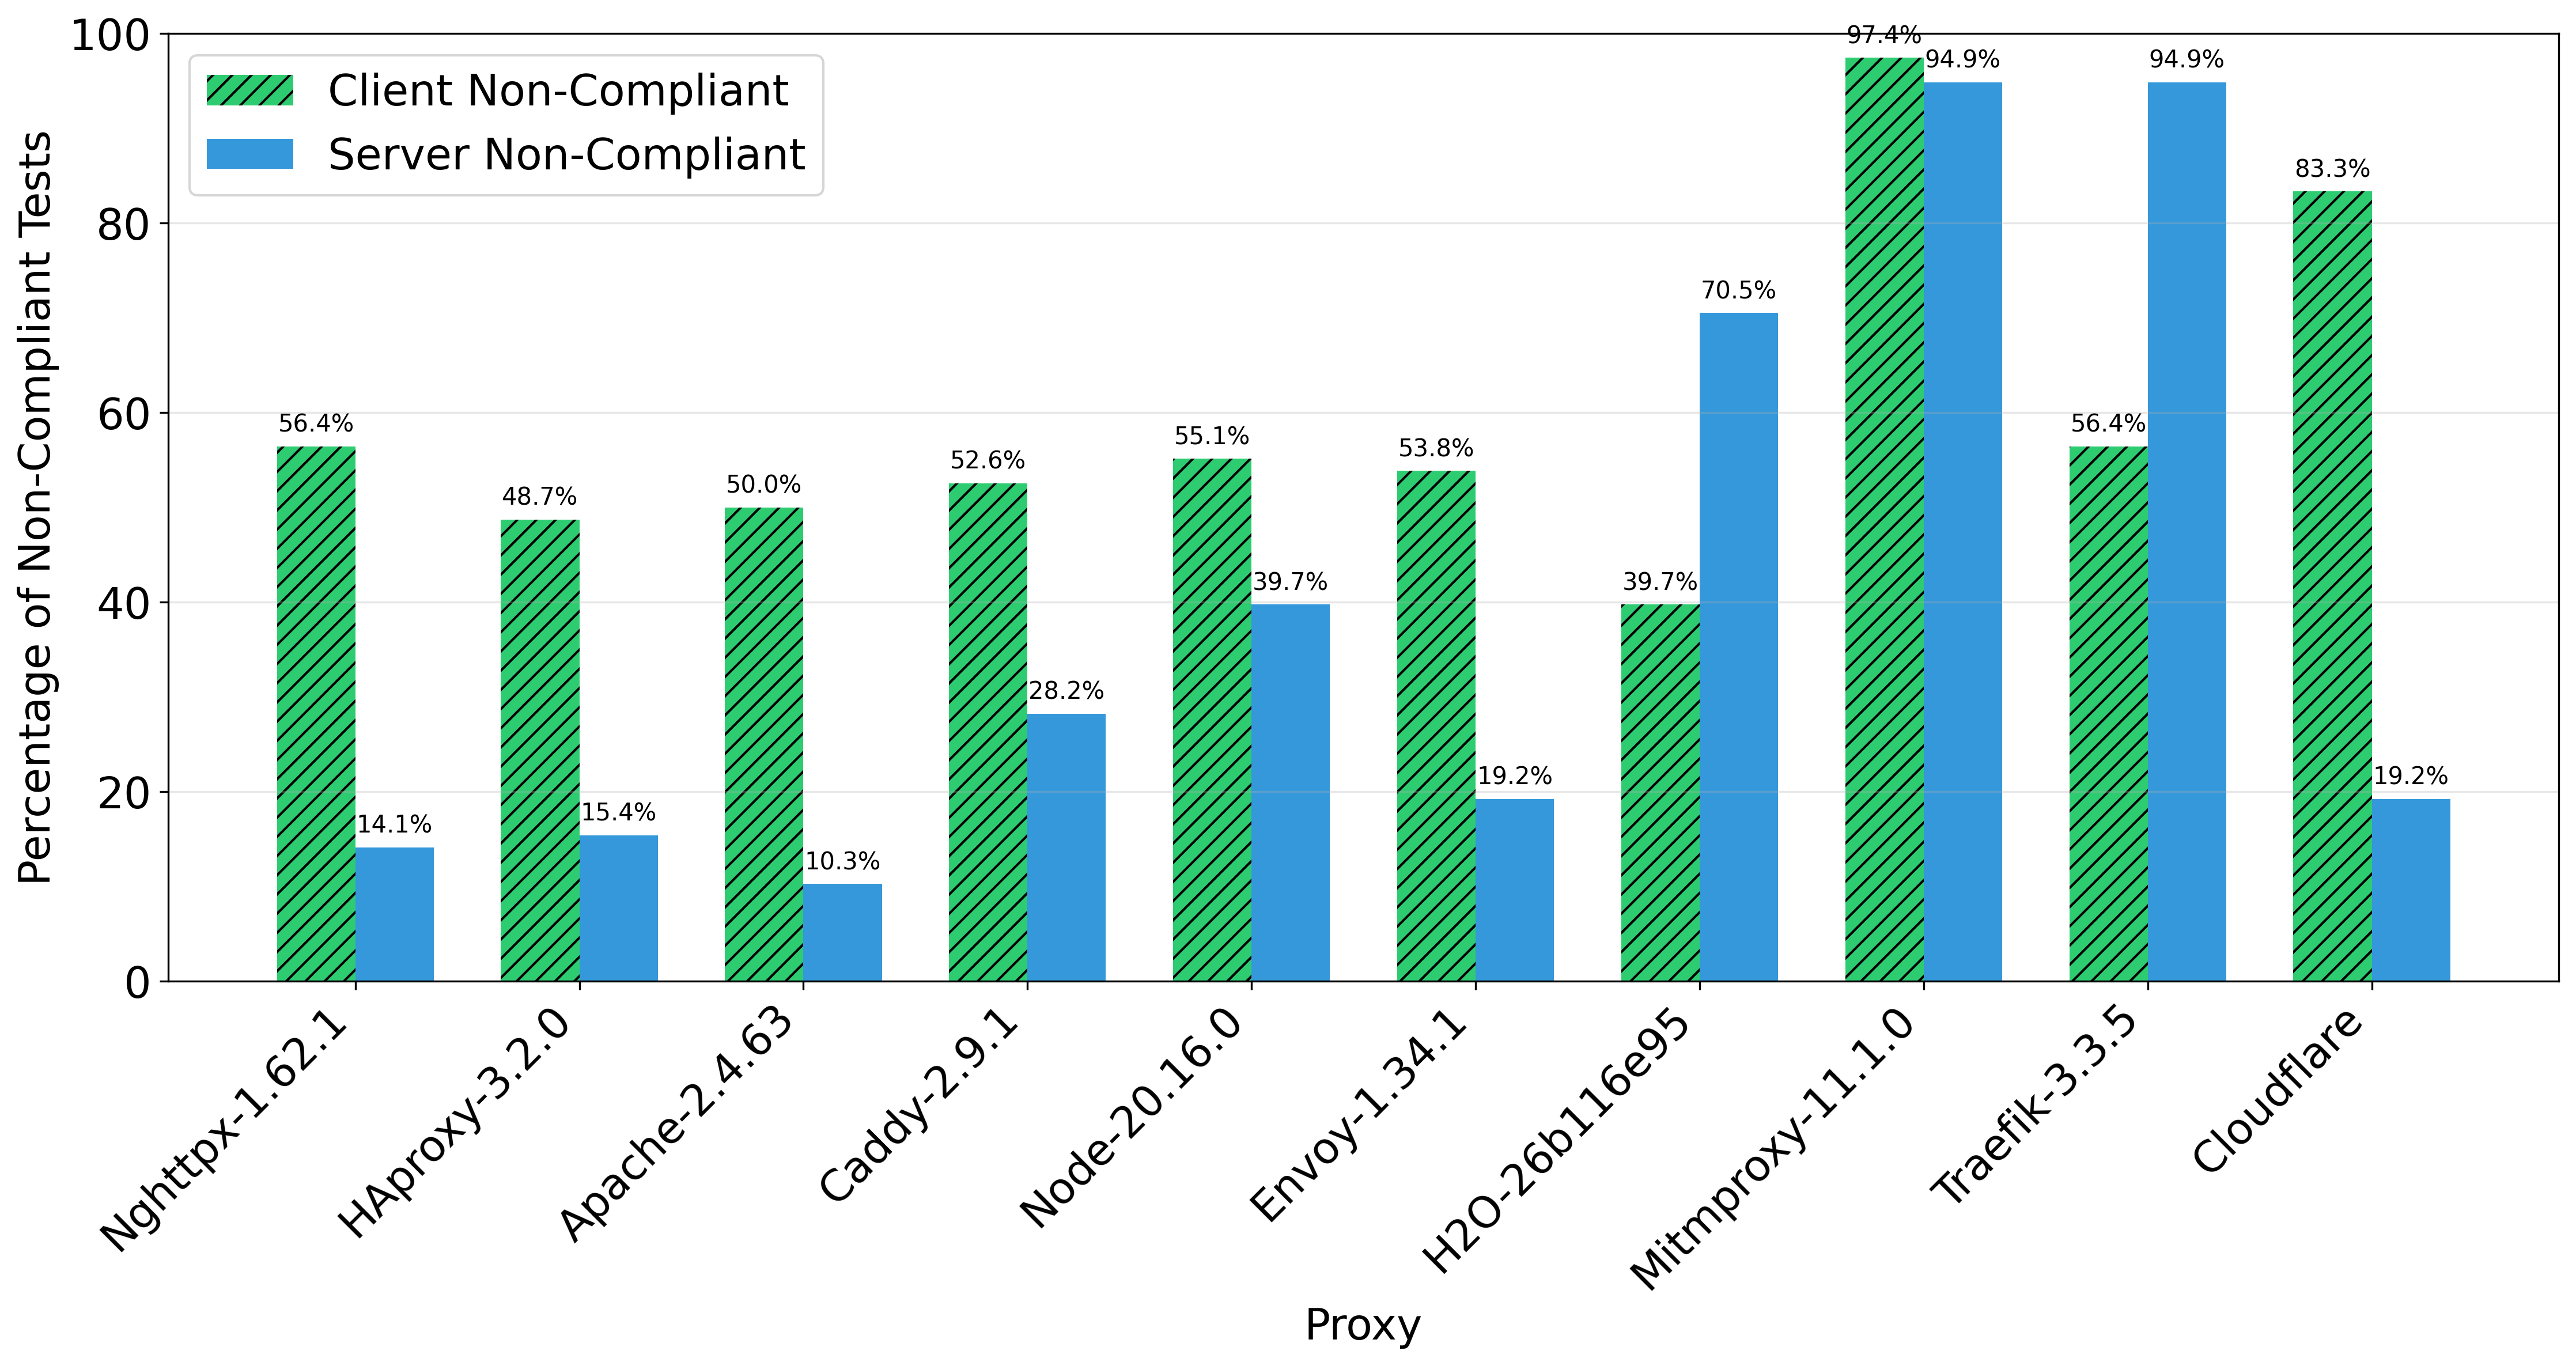 Client Non-Compliant
Server Non-Compliant
Percentage of Non-Compliant Tests
100
80
60
40
20
0
56.4%
14.1%
48.7%
15.4%
50.0%
10.3%
52.6%
28.2%
55.1%
39.7%
53.8%
19.2%
39.7%
70.5%
97.4%
94.9%
56.4%
94.9%
83.3%
19.2%
Nghttpx-1.62.1
HAproxy-3.2.0
Apache-2.4.63
Caddy-2.9.1
Node-20.16.0
Envoy-1.34.1
H2O-26b116e95
Mitmproxy-11.1.0
Traefik-3.3.5
Cloudflare
Proxy